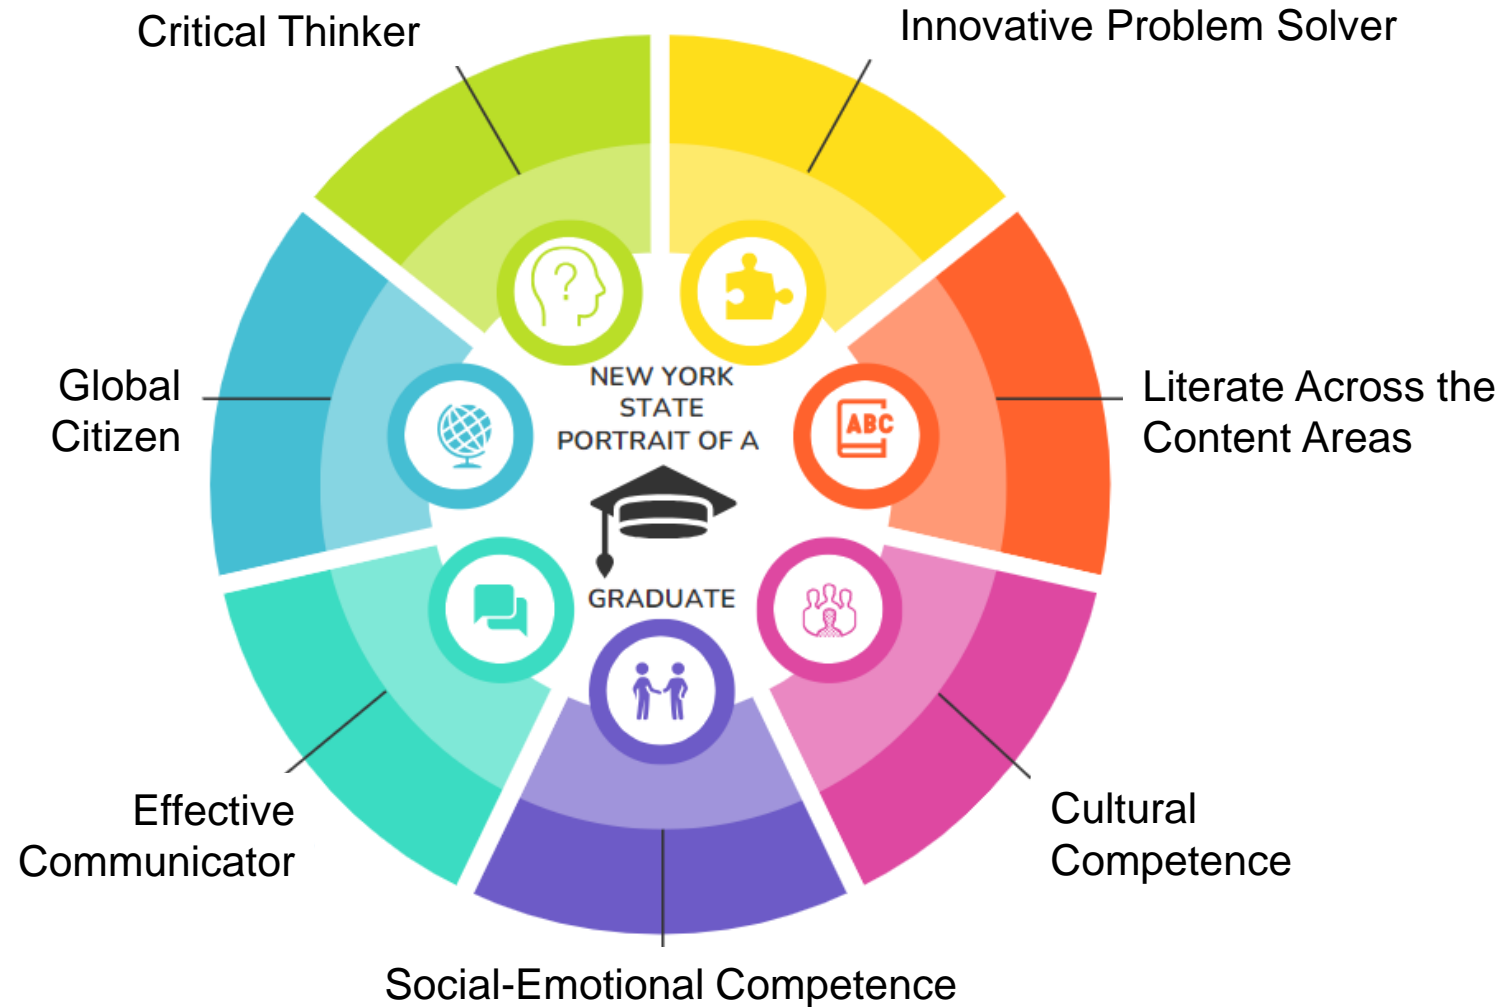 Critical Thinker
Innovative Problem Solver
?
NEW YORK
STATE
PORTRAIT OF A
GRADUATE
Global
Citizen
ABC
Literate Across the
Content Areas
Effective
Communicator
Cultural
Competence
Social-Emotional Competence